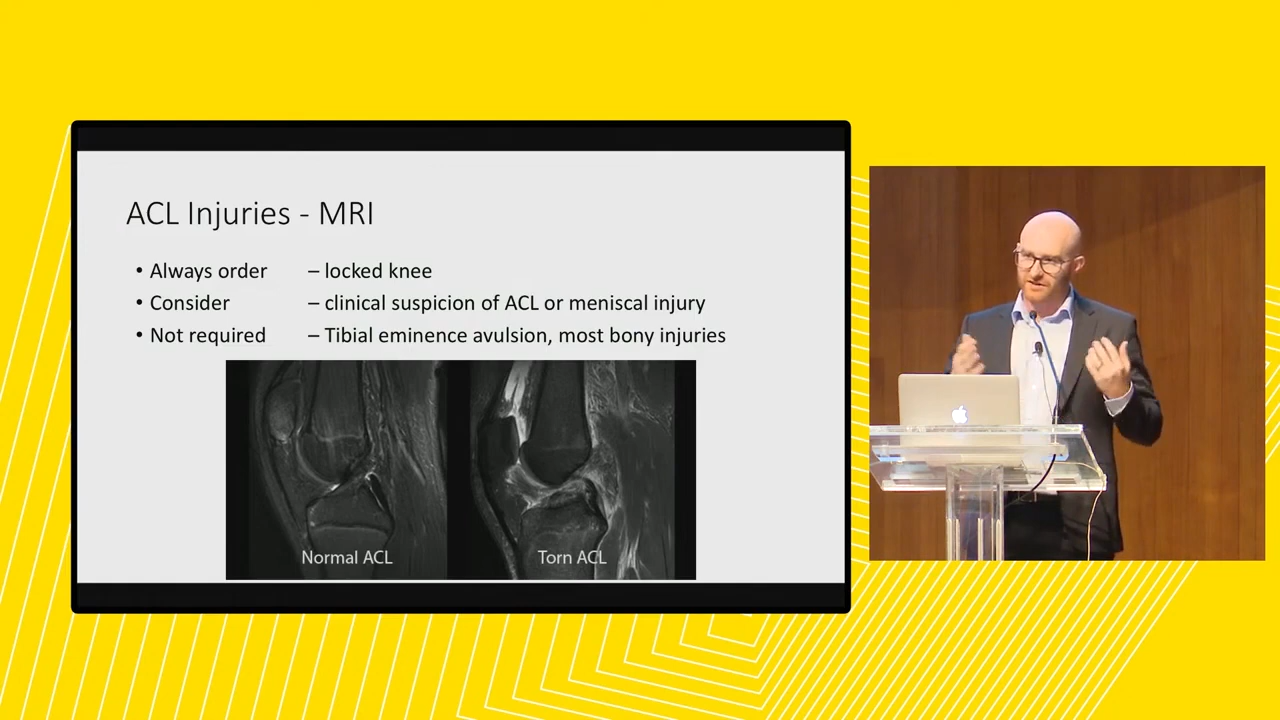 ACL Injuries - MRI
• Always order – locked knee
• Consider – clinical suspicion of ACL or meniscal injury
• Not required – Tibial eminence avulsion, most bony injuries
Normal ACL
Torn ACL